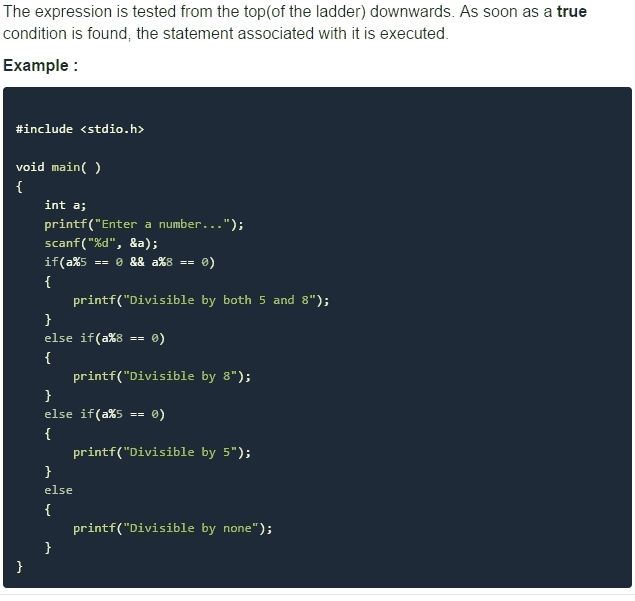 The expression is tested from the top(of the ladder) downwards. As soon as a true
condition is found, the statement associated with it is executed.
Example :
#include <stdio.h>
void main( )
{
    int a;
    printf("Enter a number...");
    scanf("%d", &a);
    if(a%5 == 0 && a%8 == 0)
    {
        printf("Divisible by both 5 and 8");
    }
    else if(a%8 == 0)
    {
        printf("Divisible by 8");
    }
    else if(a%5 == 0)
    {
        printf("Divisible by 5");
    }
    else
    {
        printf("Divisible by none");
    }
}